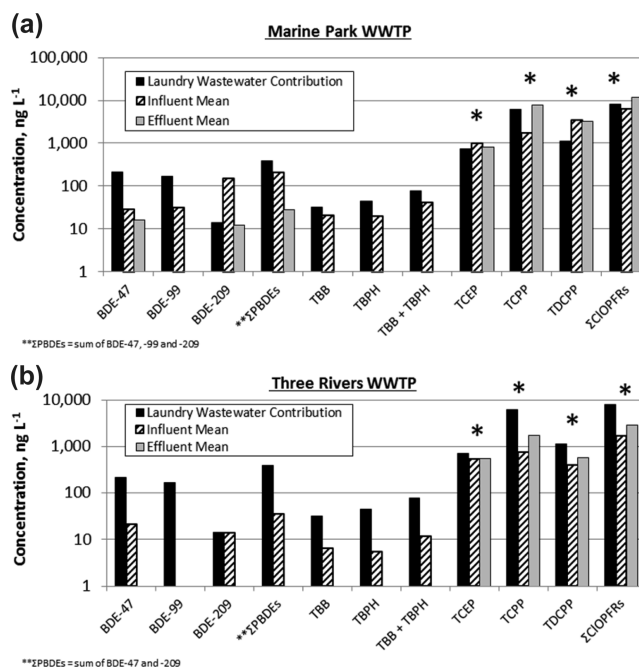 (a)
Marine Park WWTP
100,000
10,000
1,000
100
10
1
Concentration, ng L-1
Laundry Wastewater Contribution
Influent Mean
Effluent Mean
*
*
*
*
BDE-47
BDE-99
BDE-209
**ΣPBDEs
TBB
TBPH
TBB + TBPH
TCEP
TCPP
TDCPP
ΣClOPFRs
**ΣPBDEs = sum of BDE-47, -99 and -209
(b)
Three Rivers WWTP
10,000
1,000
100
10
1
Concentration, ng L-1
Laundry Wastewater Contribution
Influent Mean
Effluent Mean
*
*
*
*
BDE-47
BDE-99
BDE-209
**ΣPBDEs
TBB
TBPH
TBB + TBPH
TCEP
TCPP
TDCPP
ΣClOPFRs
**ΣPBDEs = sum of BDE-47 and -209